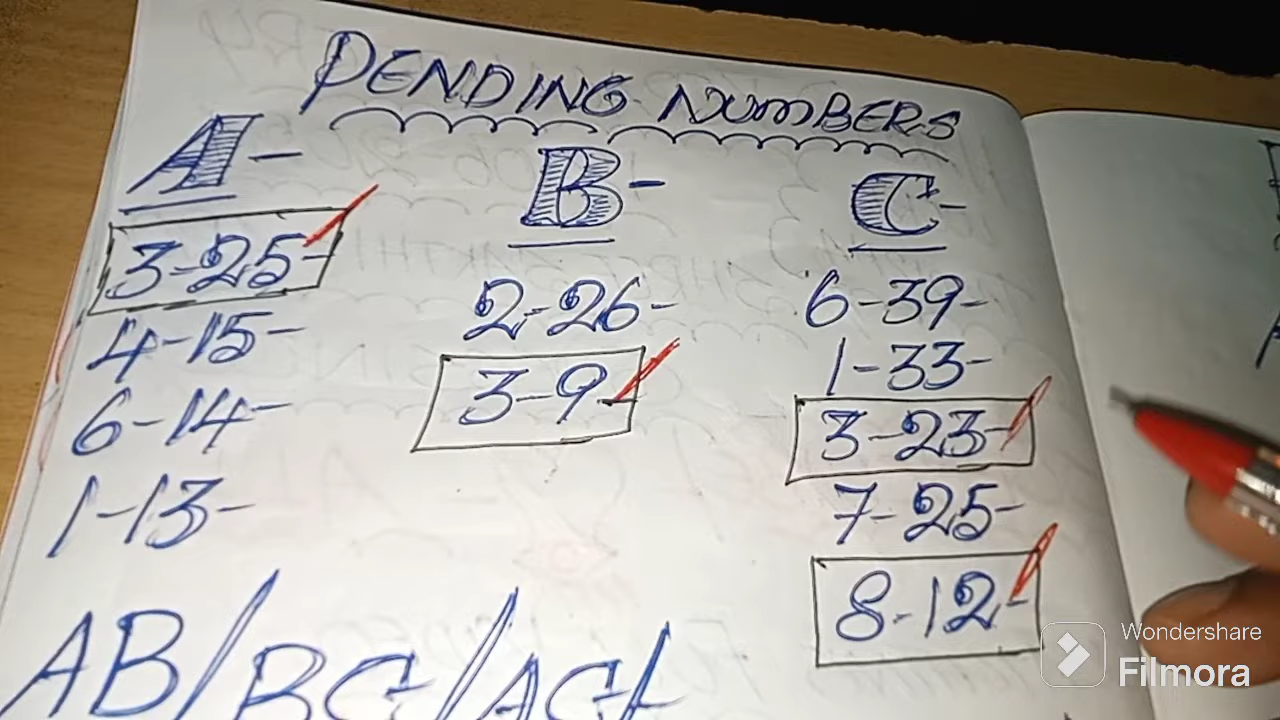 PENDING NUMBERS
A-
3-25-
4-15-
6-14-
1-13-
B-
2-26-
3-9-
C-
6-39-
1-33-
3-23-
7-25-
8-12-
AB/BC/AC/
Wondershare
Filmora